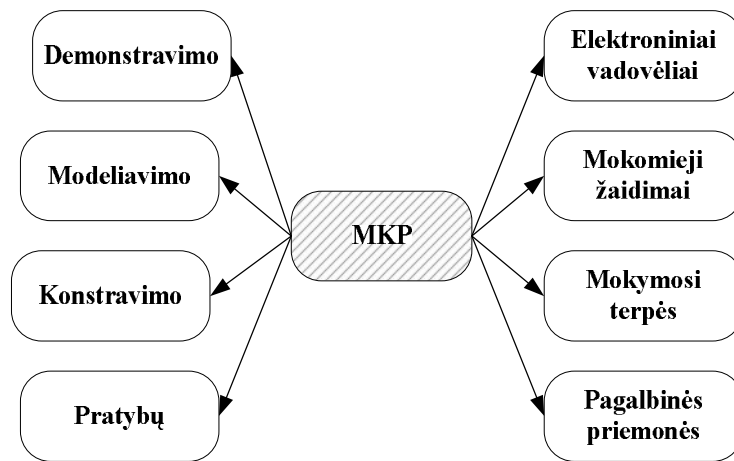 Demonstravimo
Modeliavimo
Konstravimo
Pratybų
MKP
Elektroniniai
vadovėliai
Mokomieji
žaidimai
Mokymosi
terpės
Pagalbinės
priemonės